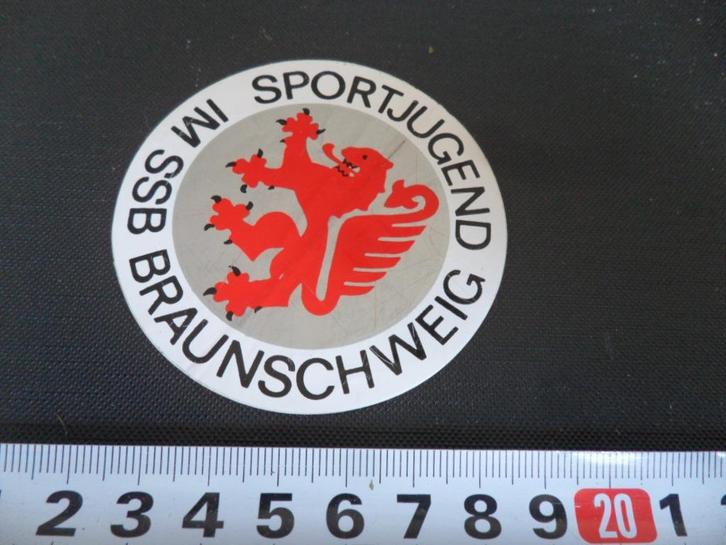 SPORTJUGEND IM SSB BRAUNSCHWEIG
2 3 4 5 6 7 8 9 20 1